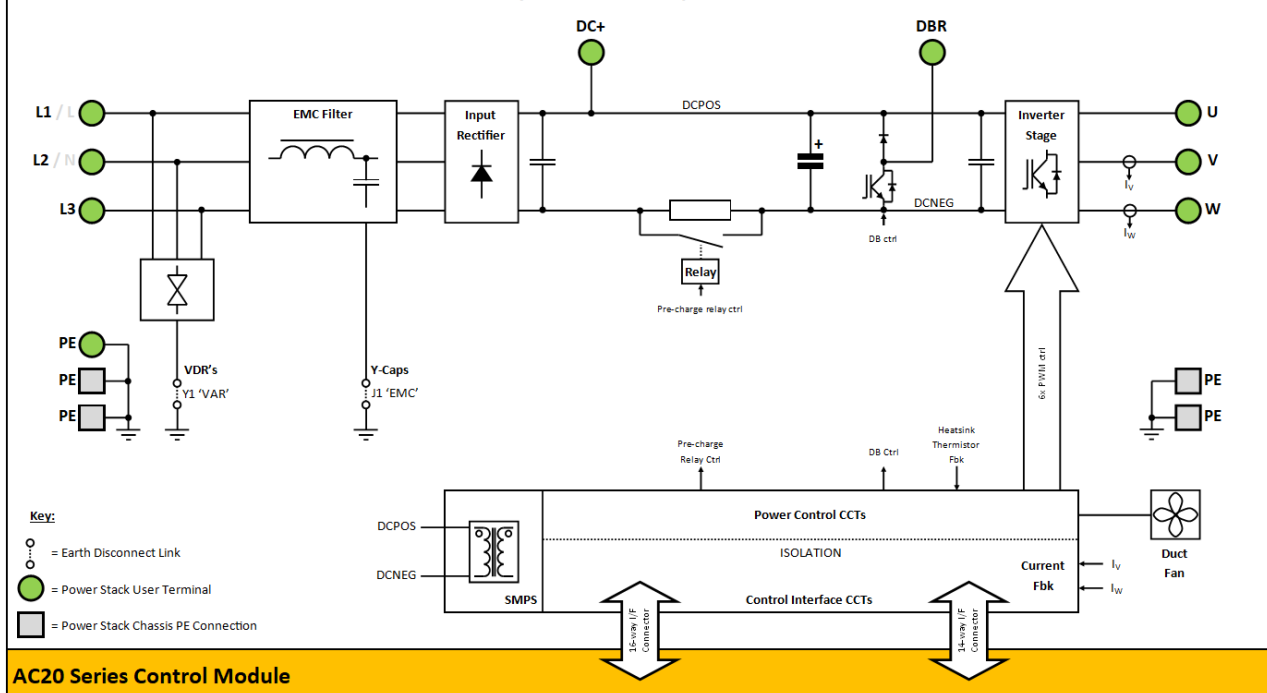 DC+
DBR
L1 / L
EMC Filter
Input
Rectifier
DCPOS
Inverter
Stage
U
+
L2 / N
V
IV
L3
DCNEG
W
IW
DB ctrl
Relay
Pre-charge relay ctrl
PE
VDR's
Y-Caps
PE
Y1 'VAR'
J1 'EMC'
6x PWM ctrl
PE
PE
PE
Pre-charge
Relay Ctrl
DB Ctrl
Heatsink
Thermistor
Fbk
Key:
= Earth Disconnect Link
= Power Stack User Terminal
= Power Stack Chassis PE Connection
DCPOS
DCNEG
SMPS
Power Control CCTs
ISOLATION
Control Interface CCTs
Current
Fbk
IV
IW
Duct
Fan
16-way I/F
Connector
14-way I/F
Connector
AC20 Series Control Module